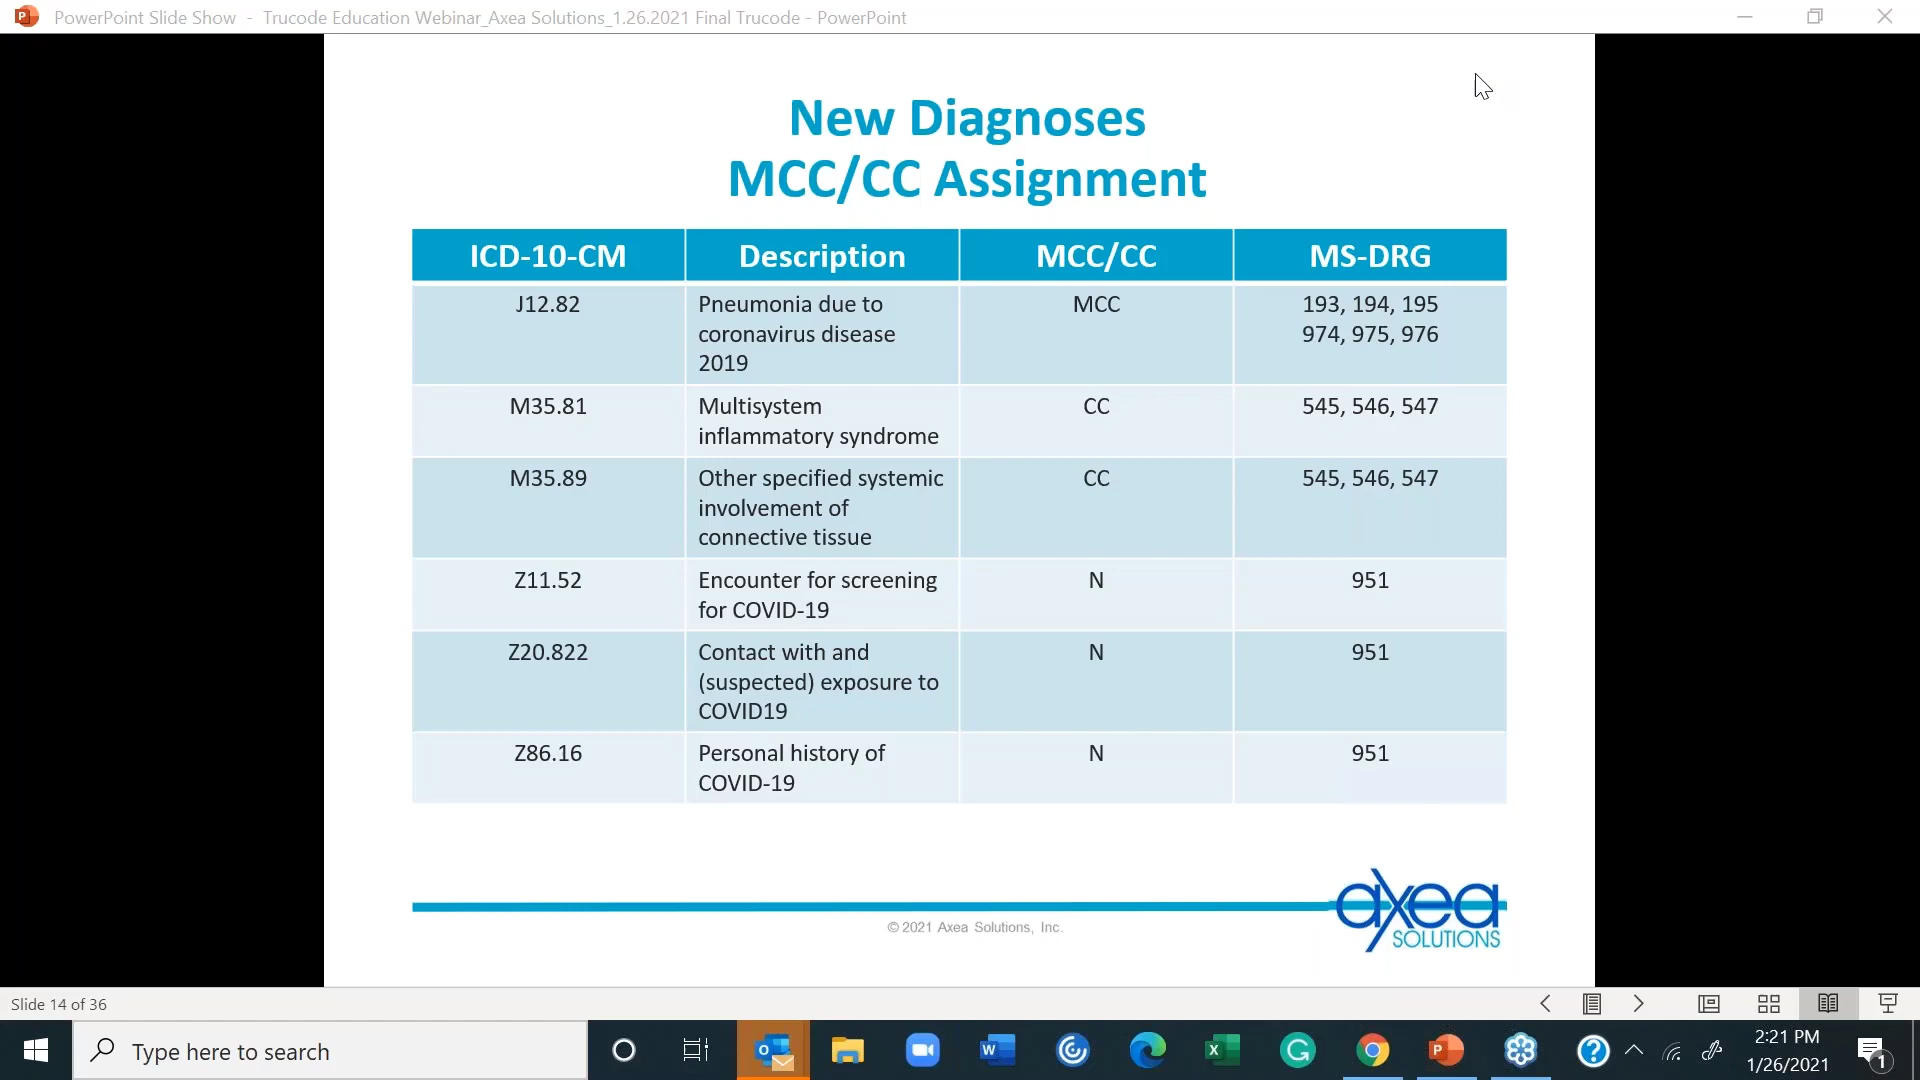 PowerPoint Slide Show - Trucode Education Webinar_Axea Solutions_1.26.2021 Final Trucode - PowerPoint
New Diagnoses
MCC/CC Assignment
ICD-10-CM Description MCC/CC MS-DRG
J12.82 Pneumonia due to MCC 193, 194, 195
coronavirus disease 974, 975, 976
2019
M35.81 Multisystem CC 545, 546, 547
inflammatory syndrome
M35.89 Other specified systemic CC 545, 546, 547
involvement of
connective tissue
Z11.52 Encounter for screening N 951
for COVID-19
Z20.822 Contact with and N 951
(suspected) exposure to
COVID19
Z86.16 Personal history of N 951
COVID-19
axea
SOLUTIONS
© 2021 Axea Solutions, Inc.
Slide 14 of 36
Type here to search
2:21 PM
1/26/2021
1